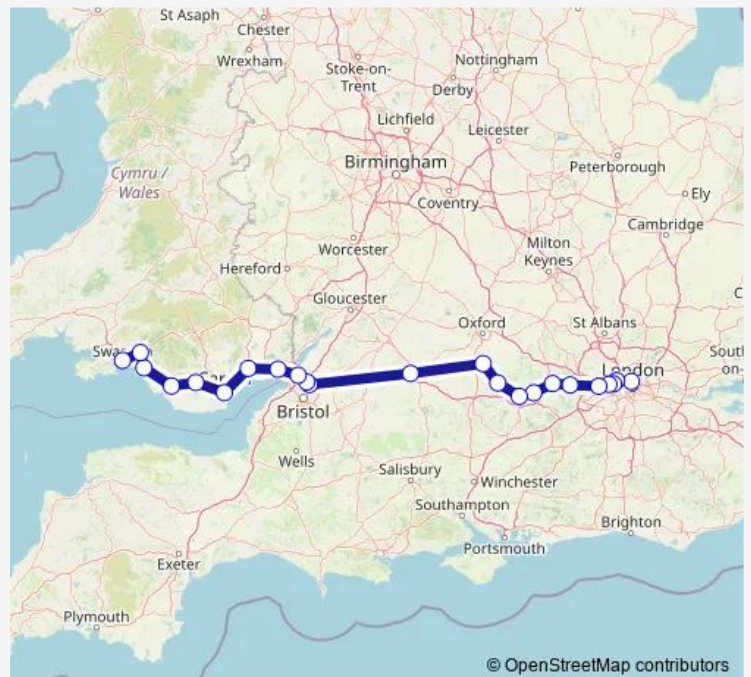 St Asaph
Chester
Wrexham
Stoke-on-
Trent
Nottingham
Derby
Lichfield
Leicester
Birmingham
Peterborough
Cymru /
Wales
Ely
Coventry
Cambridge
Worcester
Milton
Keynes
Hereford
Gloucester
Oxford
St Albans
London
Bristol
Wells
Salisbury
Winchester
Southampton
Brighton
Portsmouth
Exeter
Plymouth
© OpenStreetMap contributors